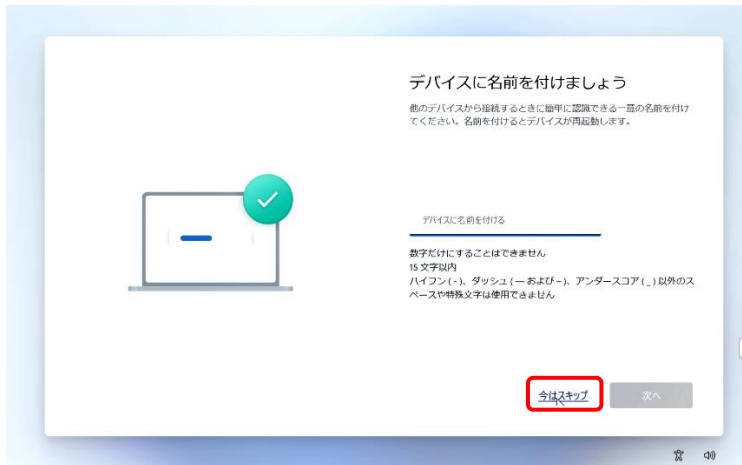 デバイスに名前を付けましょう
他のデバイスから接続するときに簡単に認識できる一意の名前を付け
てください。名前を付けるとデバイスが再起動します。
デバイスに名前を付ける
数字だけにすることはできません
15 文字以内
ハイフン ( - )、ダッシュ ( — および – )、アンダースコア ( _ ) 以外のス
ペースや特殊文字は使用できません
今はスキップ
次へ